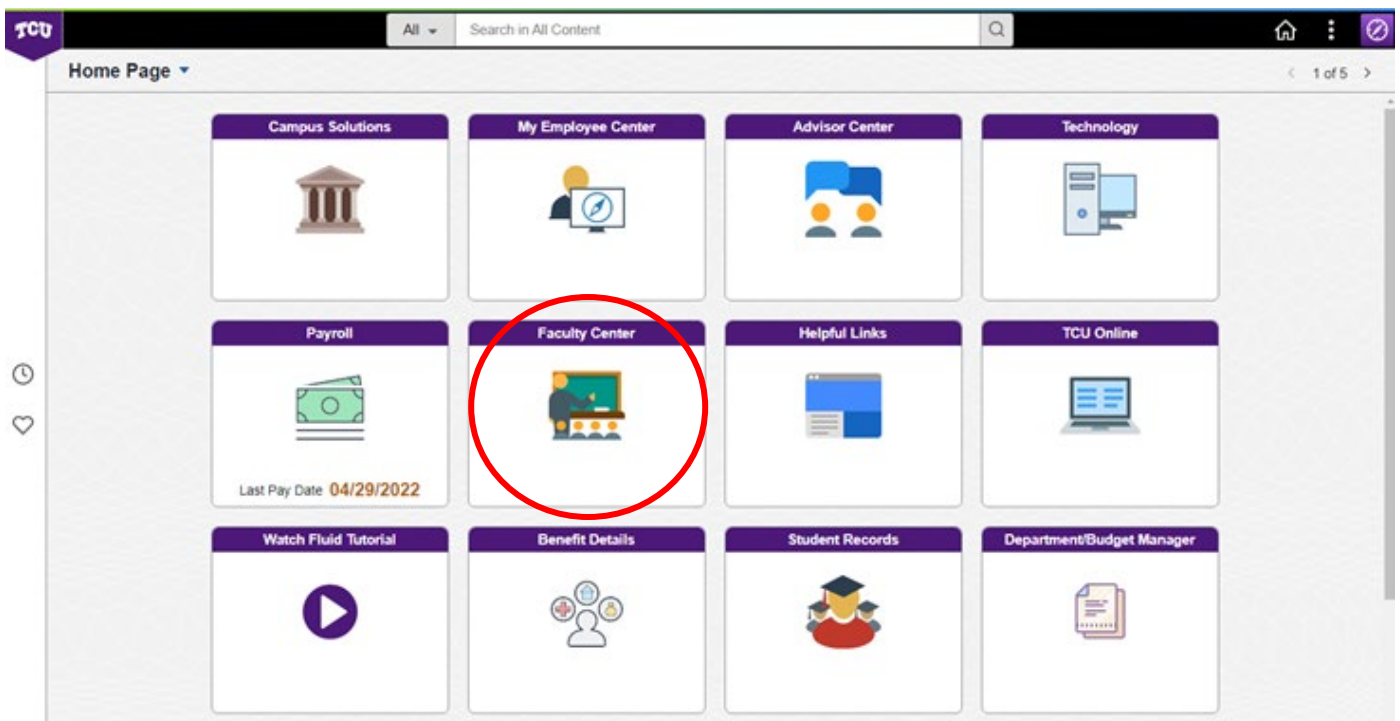 TCU
All
Search in All Content
Home Page
1 of 5
Campus Solutions
My Employee Center
Advisor Center
Technology
Payroll
Last Pay Date 04/29/2022
Faculty Center
Helpful Links
TCU Online
Watch Fluid Tutorial
Benefit Details
Student Records
Department/Budget Manager